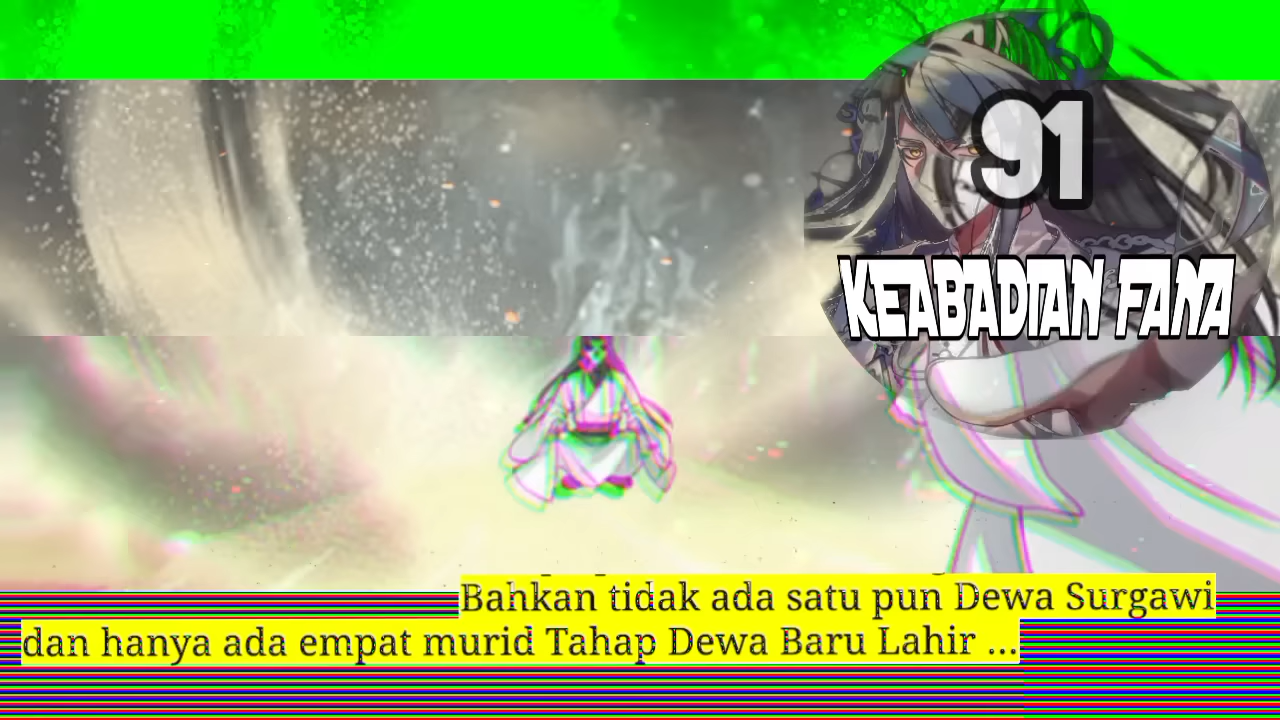 91
KEABADIAN FANA
Bahkan tidak ada satu pun Dewa Surgawi
dan hanya ada empat murid Tahap Dewa Baru Lahir ...